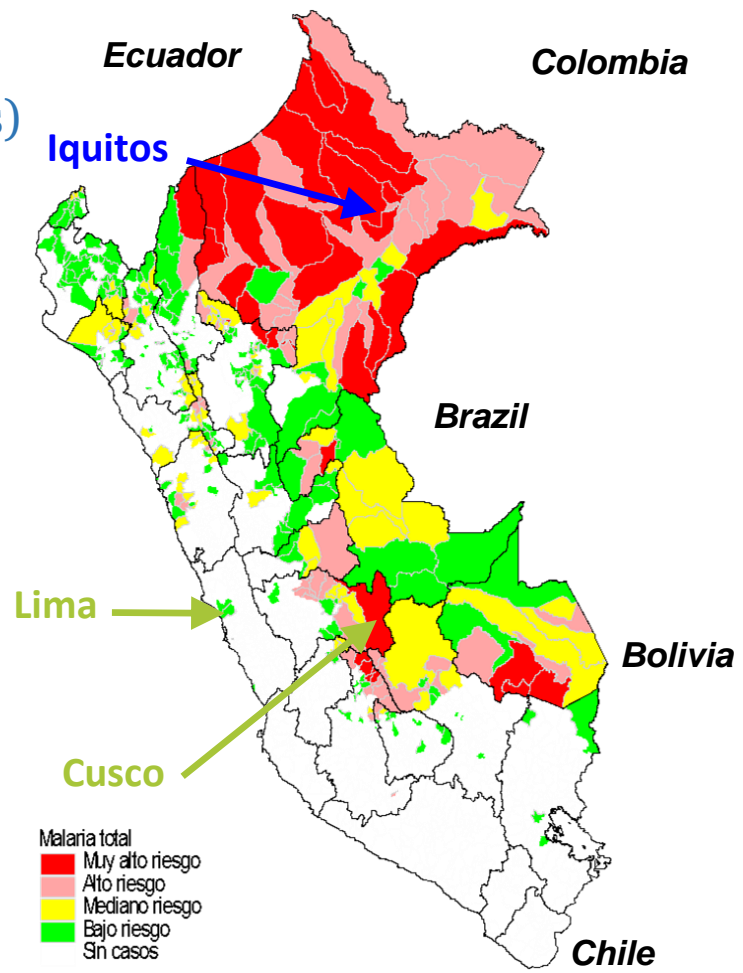 Ecuador
Colombia
)
Iquitos
Brazil
Lima
Bolivia
Cusco
Malaria total
Muy alto riesgo
Alto riesgo
Mediano riesgo
Bajo riesgo
Sin casos
Chile